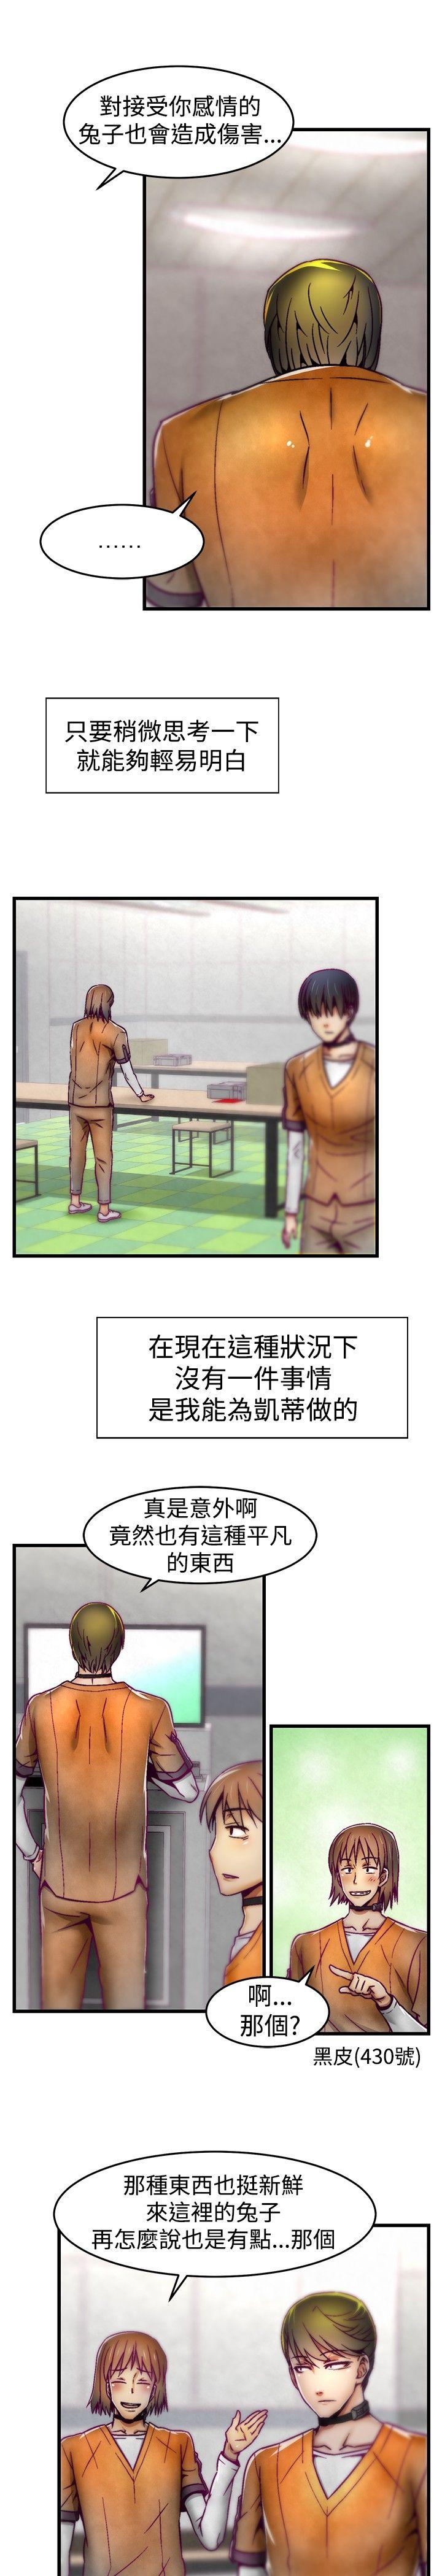 對接受你感情的
兔子也會造成傷害...
......
只要稍微思考一下
就能夠輕易明白
在現在這種狀況下
沒有一件事情
是我能為凱蒂做的
真是意外啊
竟然也有這種平凡
的東西
啊...
那個?
黑皮(430號)
那種東西也挺新鮮
來這裡的兔子
再怎麼說也是有點...那個